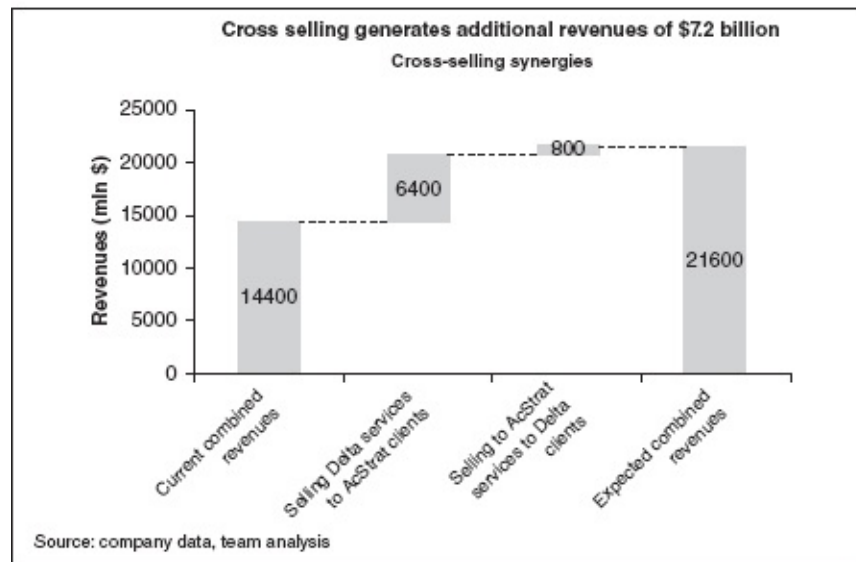 Cross selling generates additional revenues of $7.2 billion
Cross-selling synergies
Revenues (mln $)
25000
20000
15000
10000
5000
0
14400
6400
800
21600
Current combined
revenues
Selling Delta services
to AcStrat clients
Selling to AcStrat
services to Delta
clients
Expected combined
revenues
Source: company data, team analysis